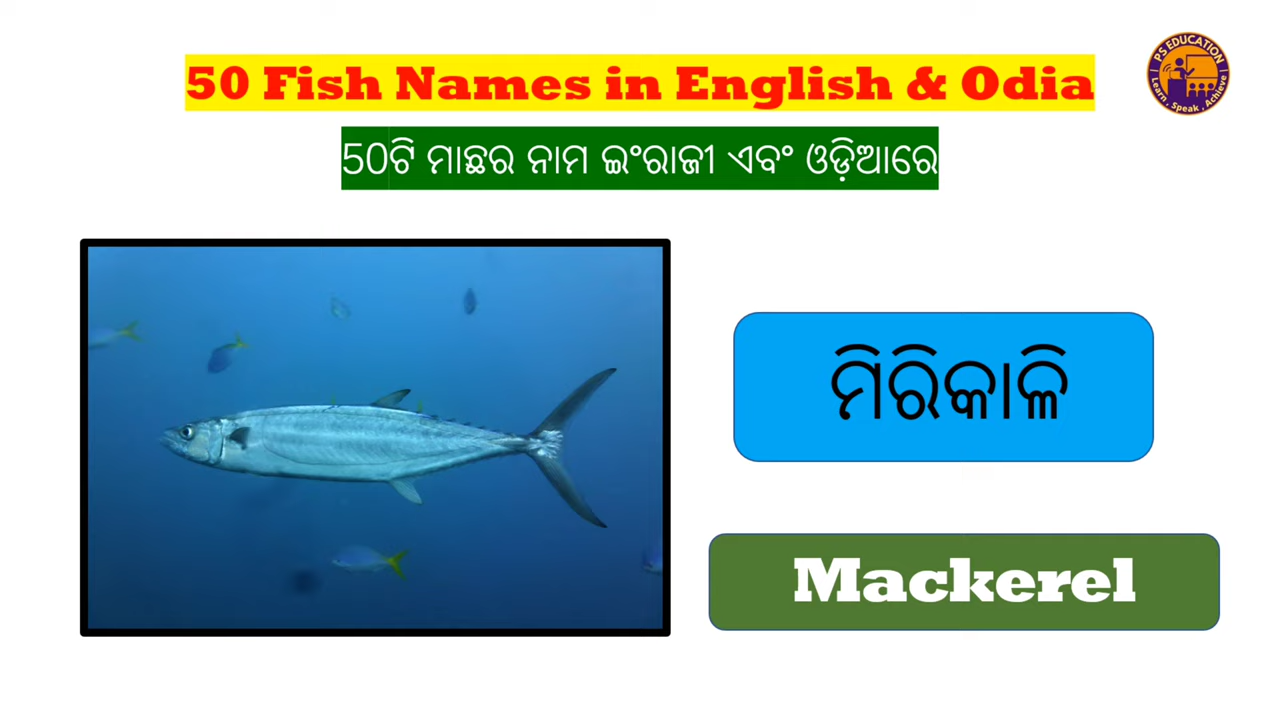 50 Fish Names in English & Odia
PS EDUCATION
Learn , Speak , Achieve
50ଟି ମାଛର ନାମ ଇଂରାଜୀ ଏବଂ ଓଡ଼ିଆରେ
ମିରିକାଳି
Mackerel